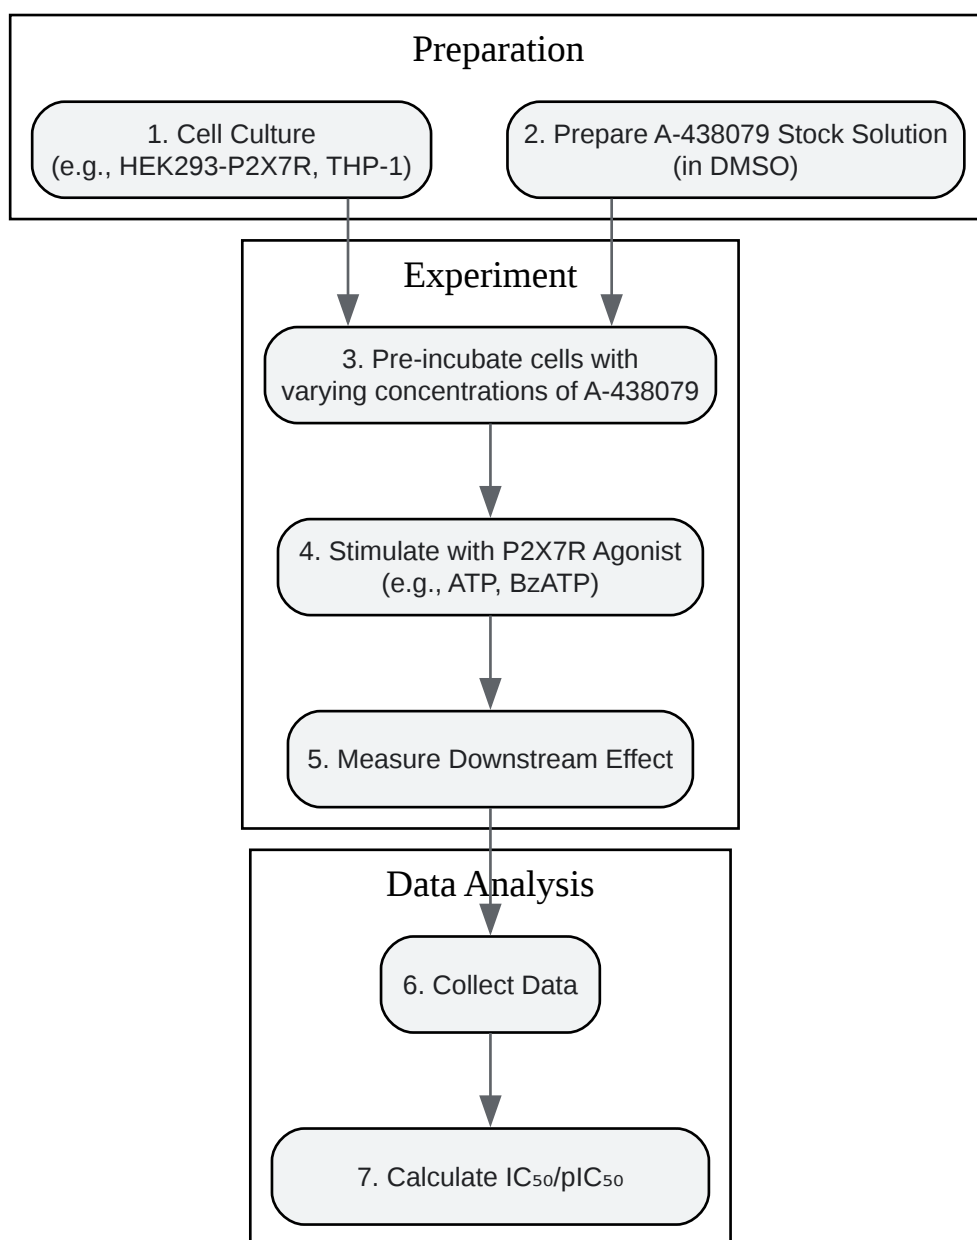 Preparation
1. Cell Culture
(e.g., HEK293-P2X7R, THP-1)
2. Prepare A-438079 Stock Solution
(in DMSO)
Experiment
3. Pre-incubate cells with
varying concentrations of A-438079
4. Stimulate with P2X7R Agonist
(e.g., ATP, BzATP)
5. Measure Downstream Effect
Data Analysis
6. Collect Data
7. Calculate IC₅₀/pIC₅₀